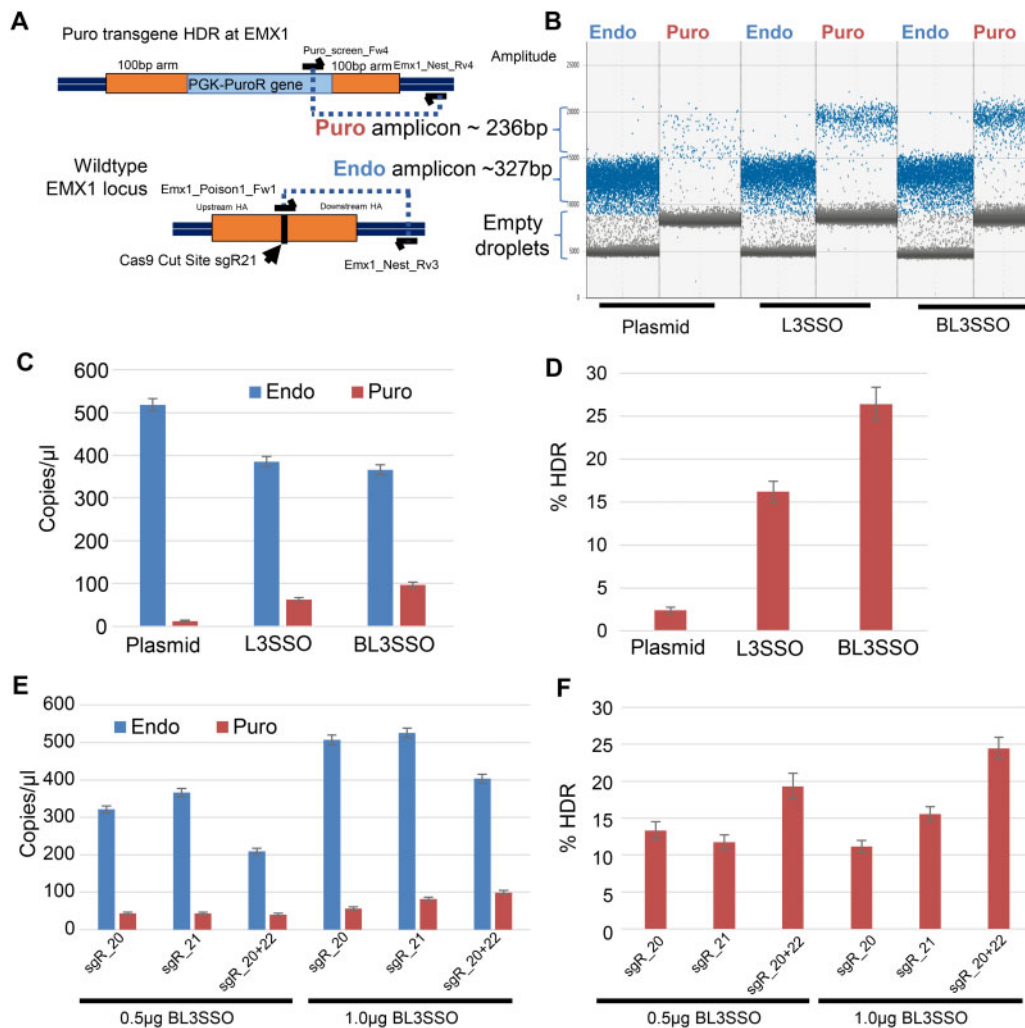 A
Puro transgene HDR at EMX1
Puro_screen_Fw4
100bp arm
100bp arm
Emx1_Nest_Rv4
PGK-PuroR gene
Puro amplicon ~ 236bp
Wildtype
EMX1 locus
Endo amplicon ~327bp
Emx1_Poison1_Fw1
Upstream HA
Downstream HA
Empty
droplets
Cas9 Cut Site sgR21
Emx1_Nest_Rv3
B
Endo Puro Endo Puro Endo Puro
Amplitude
25000
20000
15000
10000
5000
0
Plasmid
L3SSO
BL3SSO
C
600
500
400
300
200
100
0
Copies/µl
Endo
Puro
Plasmid
L3SSO
BL3SSO
D
30
25
20
15
10
5
0
% HDR
Plasmid
L3SSO
BL3SSO
E
600
500
400
300
200
100
0
Copies/µl
Endo
Puro
sgR_20
sgR_21
sgR_20+22
sgR_20
sgR_21
sgR_20+22
0.5µg BL3SSO
1.0µg BL3SSO
F
30
25
20
15
10
5
0
% HDR
sgR_20
sgR_21
sgR_20+22
sgR_20
sgR_21
sgR_20+22
0.5µg BL3SSO
1.0µg BL3SSO